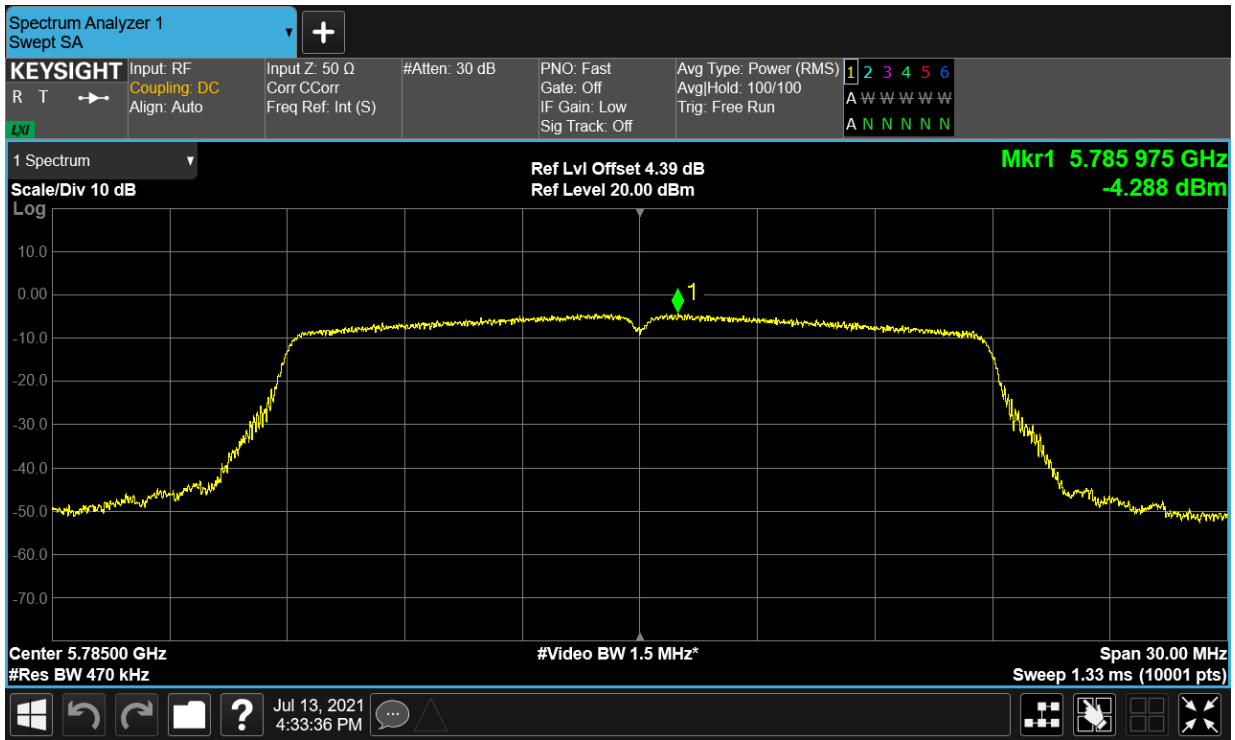 Spectrum Analyzer 1
Swept SA
+
KEYSIGHT
R T
LXI
Input: RF
Coupling: DC
Align: Auto
Input Z: 50 Ω
Corr CCorr
Freq Ref: Int (S)
#Atten: 30 dB
PNO: Fast
Gate: Off
IF Gain: Low
Sig Track: Off
Avg Type: Power (RMS)
Avg|Hold: 100/100
Trig: Free Run
1 2 3 4 5 6
A W W W W W
A N N N N N
1 Spectrum
Scale/Div 10 dB
Log
Ref Lvl Offset 4.39 dB
Ref Level 20.00 dBm
Mkr1 5.785 975 GHz
-4.288 dBm
10.0
0.00
-10.0
-20.0
-30.0
-40.0
-50.0
-60.0
-70.0
1
Center 5.78500 GHz
#Res BW 470 kHz
#Video BW 1.5 MHz*
Span 30.00 MHz
Sweep 1.33 ms (10001 pts)
?
Jul 13, 2021
4:33:36 PM